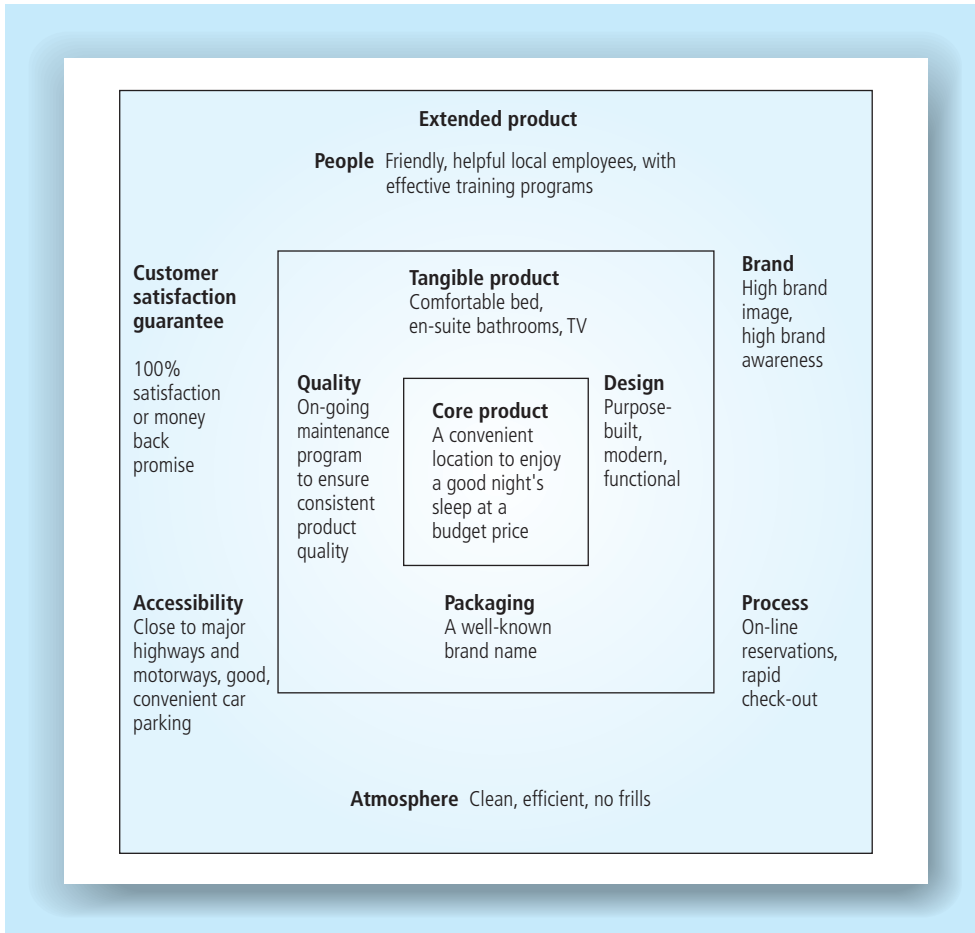 Extended product
People Friendly, helpful local employees, with
effective training programs
Customer
satisfaction
guarantee
100%
satisfaction
or money
back
promise
Brand
High brand
image,
high brand
awareness
Tangible product
Comfortable bed,
en-suite bathrooms, TV
Quality
On-going
maintenance
program
to ensure
consistent
product
quality
Core product
A convenient
location to enjoy
a good night's
sleep at a
budget price
Design
Purpose-
built,
modern,
functional
Accessibility
Close to major
highways and
motorways, good,
convenient car
parking
Packaging
A well-known
brand name
Process
On-line
reservations,
rapid
check-out
Atmosphere Clean, efficient, no frills